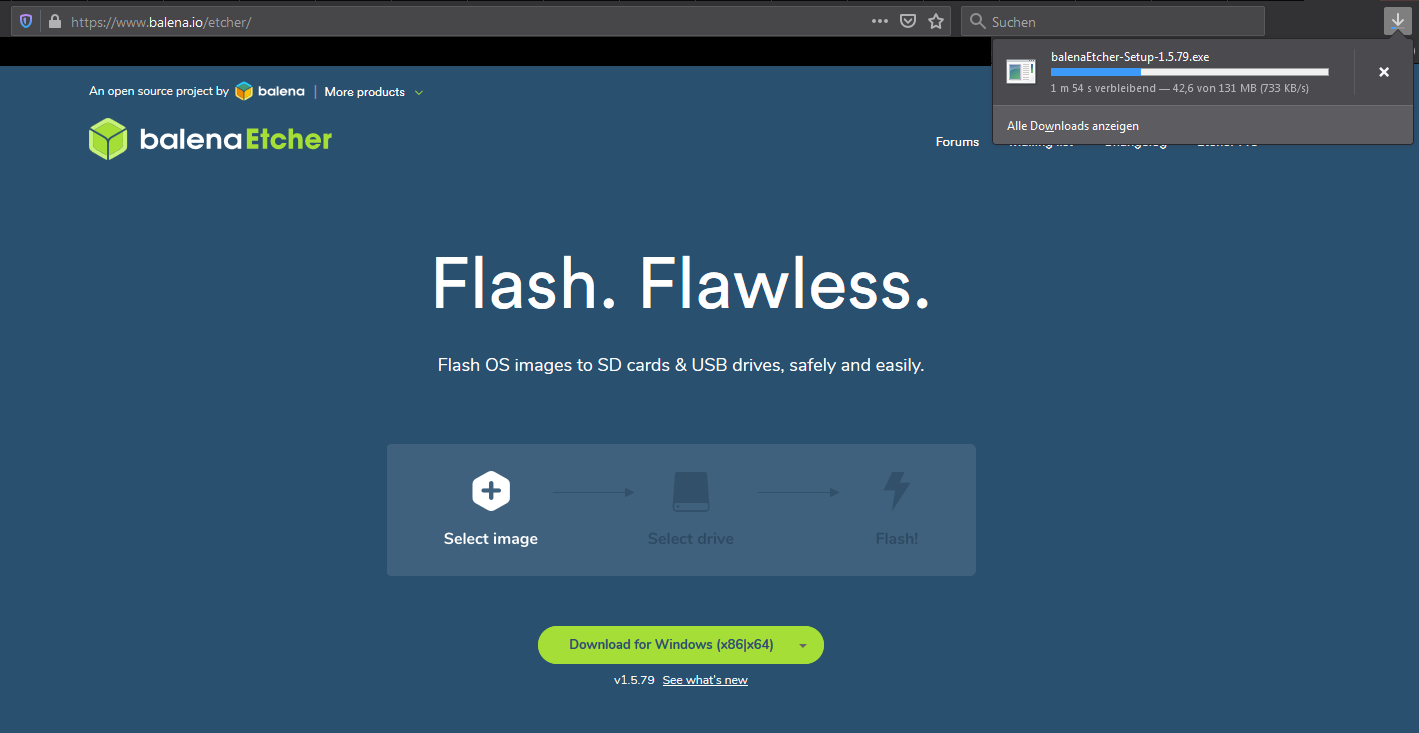 https://www.balena.io/etcher/
Suchen
balenaEtcher-Setup-1.5.79.exe
1 m 54 s verbleibend — 42,6 von 131 MB (733 KB/s)
Alle Downloads anzeigen
An open source project by balena | More products
balenaEtcher
Forums
Flash. Flawless.
Flash OS images to SD cards & USB drives, safely and easily.
Select image
Select drive
Flash!
Download for Windows (x86|x64)
v1.5.79 See what's new